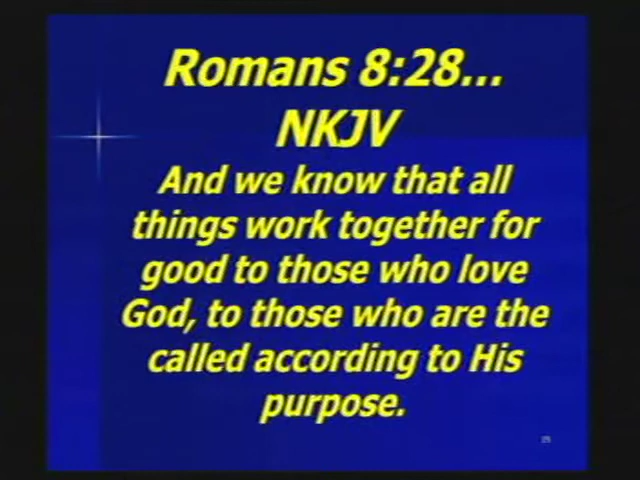 Romans 8:28...
NKJV
And we know that all
things work together for
good to those who love
God, to those who are the
called according to His
purpose.